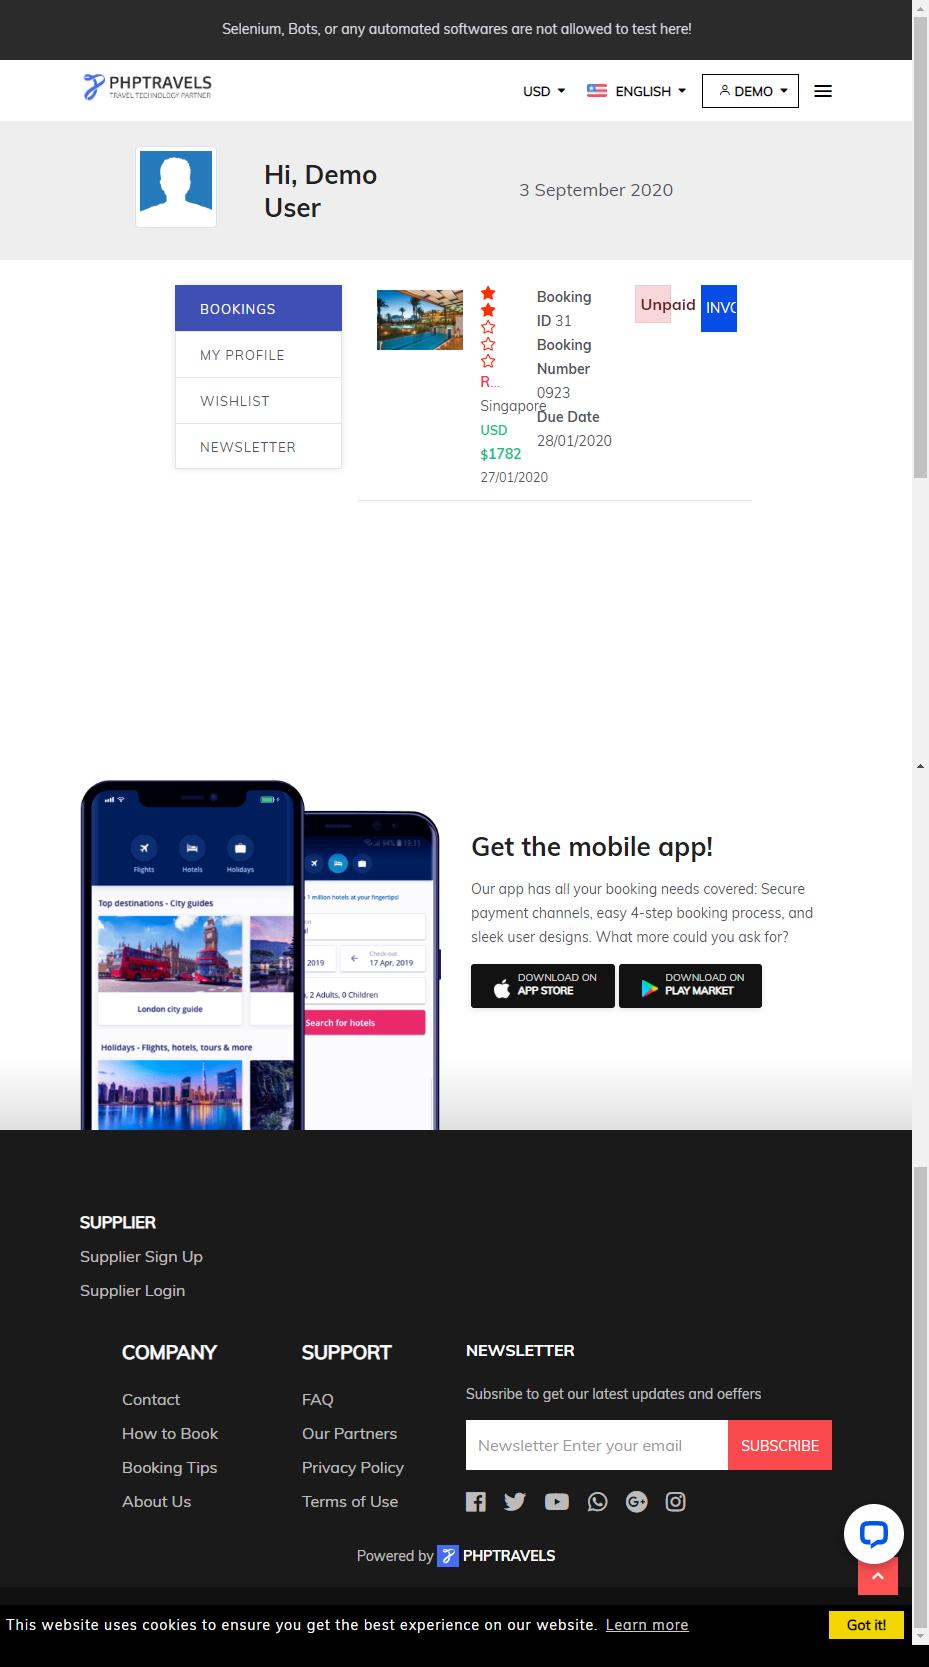 Selenium, Bots, or any automated softwares are not allowed to test here!
PHPTRAVELS
TRAVEL TECHNOLOGY PARTNER
USD
ENGLISH
DEMO
Hi, Demo
User
3 September 2020
BOOKINGS
MY PROFILE
WISHLIST
NEWSLETTER
R...
Singapore
USD
$1782
27/01/2020
Booking
ID 31
Booking
Number
0923
Due Date
28/01/2020
Unpaid
INVO
Flights
Hotels
Holidays
Top destinations - City guides
London city guide
Holidays - Flights, hotels, tours & more
94% 19:11
1 million hotels at your fingertips!
2019
Check-out
17 Apr, 2019
, 2 Adults, 0 Children
Search for hotels
Get the mobile app!
Our app has all your booking needs covered: Secure
payment channels, easy 4-step booking process, and
sleek user designs. What more could you ask for?
DOWNLOAD ON
APP STORE
DOWNLOAD ON
PLAY MARKET
SUPPLIER
Supplier Sign Up
Supplier Login
COMPANY
Contact
How to Book
Booking Tips
About Us
SUPPORT
FAQ
Our Partners
Privacy Policy
Terms of Use
NEWSLETTER
Subsribe to get our latest updates and oeffers
Newsletter Enter your email
SUBSCRIBE
Powered by PHPTRAVELS
This website uses cookies to ensure you get the best experience on our website. Learn more
Got it!